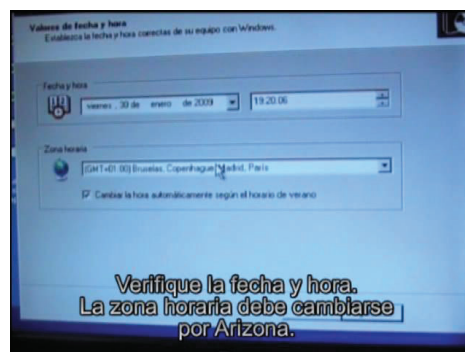 Valores de fecha y hora
Establezca la fecha y hora correctas de su equipo con Windows.
Fecha y hora
viernes , 30 de enero de 2009
19:20:06
Zona horaria
(GMT+01:00) Bruselas, Copenhague, Madrid, París
Cambiar la hora automáticamente según el horario de verano
Verifique la fecha y hora.
La zona horaria debe cambiarse
por Arizona.